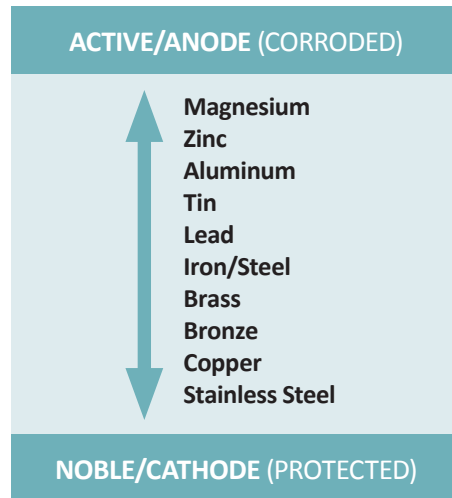 ACTIVE/ANODE (CORRODED)
Magnesium
Zinc
Aluminum
Tin
Lead
Iron/Steel
Brass
Bronze
Copper
Stainless Steel
NOBLE/CATHODE (PROTECTED)